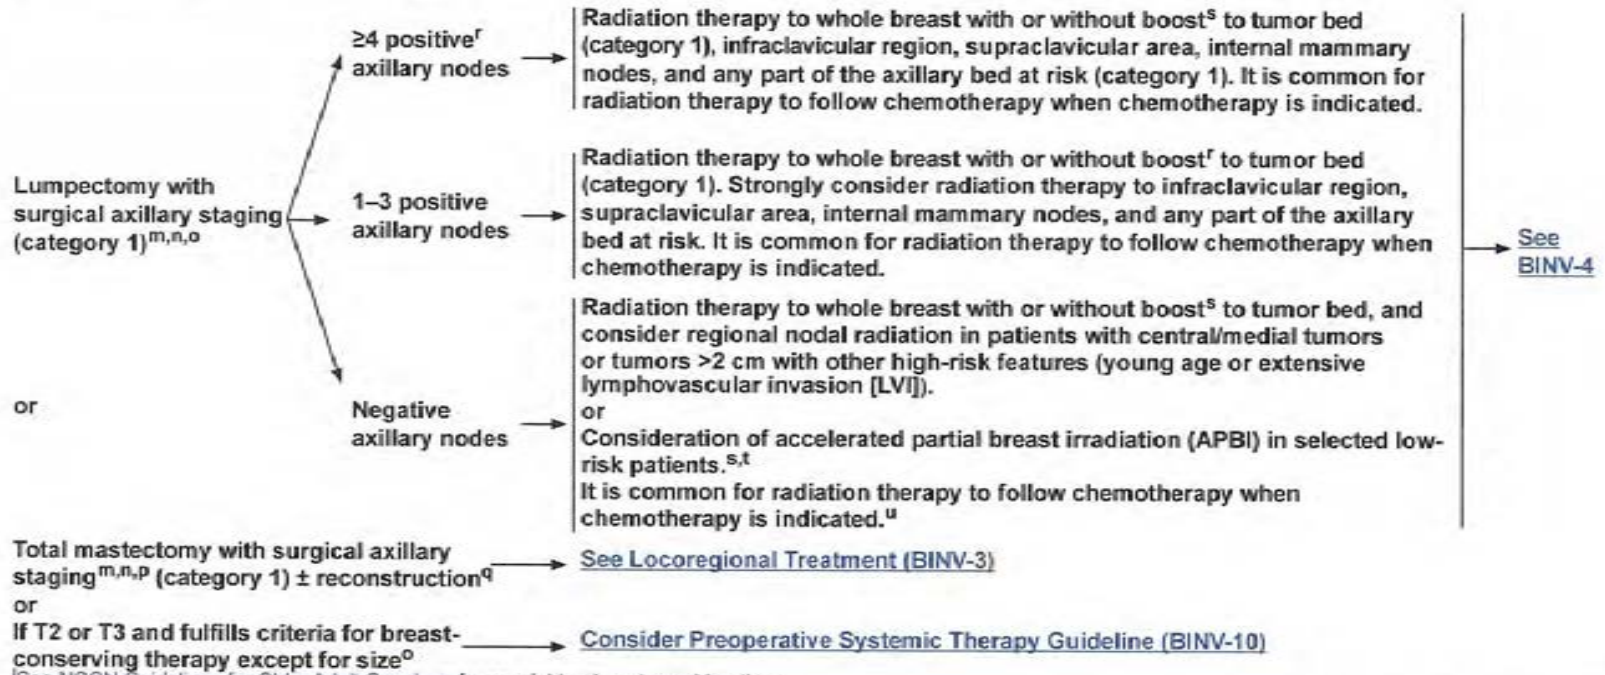 ≥4 positiveʳ
axillary nodes
Radiation therapy to whole breast with or without boostˢ to tumor bed
(category 1), infraclavicular region, supraclavicular area, internal mammary
nodes, and any part of the axillary bed at risk (category 1). It is common for
radiation therapy to follow chemotherapy when chemotherapy is indicated.
Lumpectomy with
surgical axillary staging
(category 1)ᵐ,ⁿ,ᵒ
1–3 positive
axillary nodes
Radiation therapy to whole breast with or without boostʳ to tumor bed
(category 1). Strongly consider radiation therapy to infraclavicular region,
supraclavicular area, internal mammary nodes, and any part of the axillary
bed at risk. It is common for radiation therapy to follow chemotherapy when
chemotherapy is indicated.
See
BINV-4
Negative
axillary nodes
Radiation therapy to whole breast with or without boostˢ to tumor bed, and
consider regional nodal radiation in patients with central/medial tumors
or tumors >2 cm with other high-risk features (young age or extensive
lymphovascular invasion [LVI]).
or
Consideration of accelerated partial breast irradiation (APBI) in selected low-
risk patients.ˢ,ᵗ
It is common for radiation therapy to follow chemotherapy when
chemotherapy is indicated.ᵘ
or
Total mastectomy with surgical axillary
stagingᵐ,ⁿ,ᵖ (category 1) ± reconstruction^q
See Locoregional Treatment (BINV-3)
or
If T2 or T3 and fulfills criteria for breast-
conserving therapy except for sizeᵒ
Consider Preoperative Systemic Therapy Guideline (BINV-10)